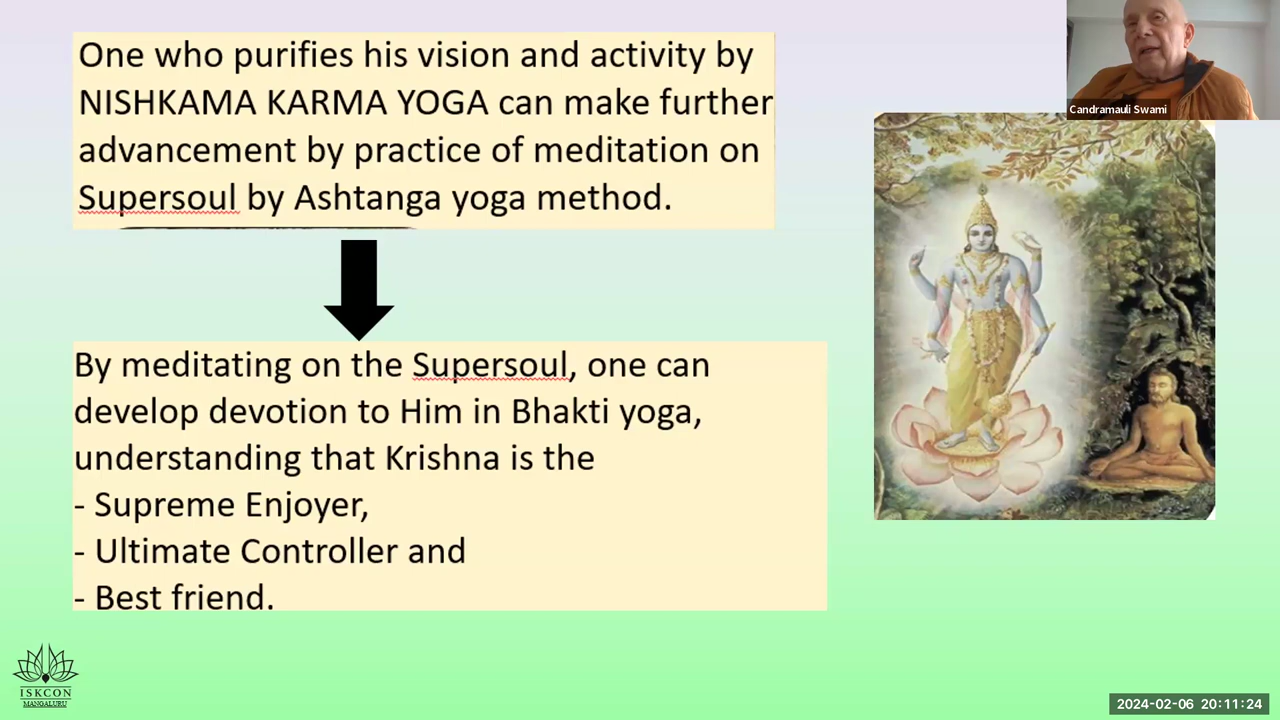 One who purifies his vision and activity by
NISHKAMA KARMA YOGA can make further
advancement by practice of meditation on
Supersoul by Ashtanga yoga method.
By meditating on the Supersoul, one can
develop devotion to Him in Bhakti yoga,
understanding that Krishna is the
- Supreme Enjoyer,
- Ultimate Controller and
- Best friend.
Candramauli Swami
ISKCON
MANGALURU
2024-02-06 20:11:24